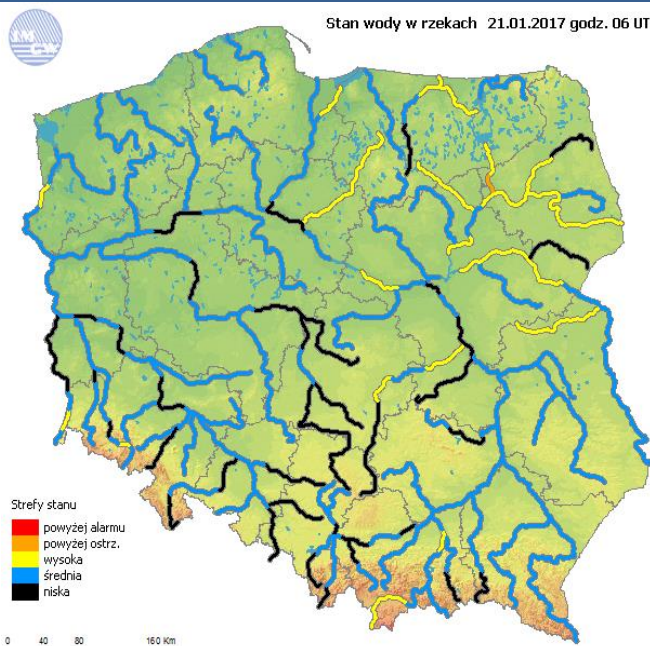 IMGW
Stan wody w rzekach 21.01.2017 godz. 06 UT
Strefy stanu
powyżej alarmu
powyżej ostrz.
wysoka
średnia
niska
0 40 80 160 Km